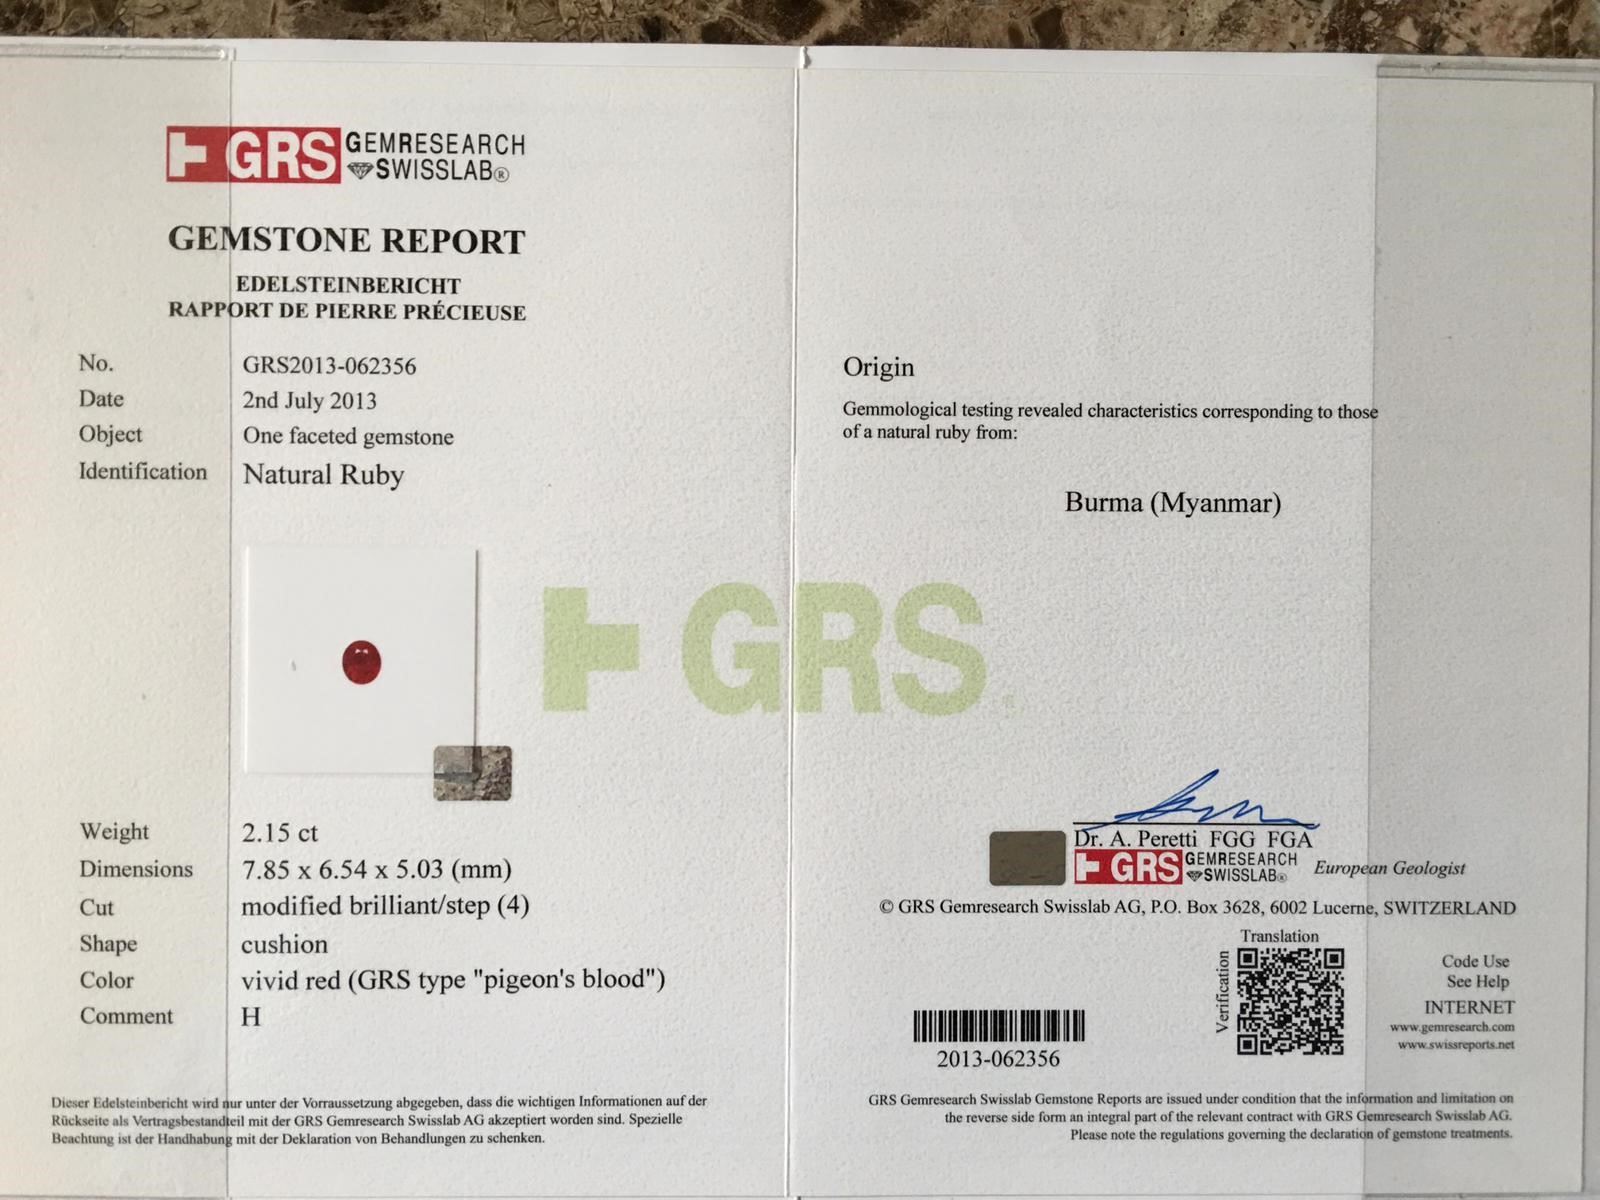 GRS GEMRESEARCH
SWISSLAB®
GEMSTONE REPORT
EDELSTEINBERICHT
RAPPORT DE PIERRE PRÉCIEUSE
No. GRS2013-062356
Date 2nd July 2013
Object One faceted gemstone
Identification Natural Ruby
Weight 2.15 ct
Dimensions 7.85 x 6.54 x 5.03 (mm)
Cut modified brilliant/step (4)
Shape cushion
Color vivid red (GRS type "pigeon's blood")
Comment H
Dieser Edelsteinbericht wird nur unter der Vorraussetzung abgegeben, dass die wichtigen Informationen auf der
Rückseite als Vertragsbestandteil mit der GRS Gemresearch Swisslab AG akzeptiert worden sind. Spezielle
Beachtung ist der Handhabung mit der Deklaration von Behandlungen zu schenken.
GRS
Origin
Gemmological testing revealed characteristics corresponding to those
of a natural ruby from:
Burma (Myanmar)
Dr. A. Peretti FGG FGA
GRS GEMRESEARCH
SWISSLAB®
European Geologist
© GRS Gemresearch Swisslab AG, P.O. Box 3628, 6002 Lucerne, SWITZERLAND
Translation
Verification
Code Use
See Help
INTERNET
www.gemresearch.com
www.swissreports.net
2013-062356
GRS Gemresearch Swisslab Gemstone Reports are issued under condition that the information and limitation on
the reverse side form an integral part of the relevant contract with GRS Gemresearch Swisslab AG.
Please note the regulations governing the declaration of gemstone treatments.